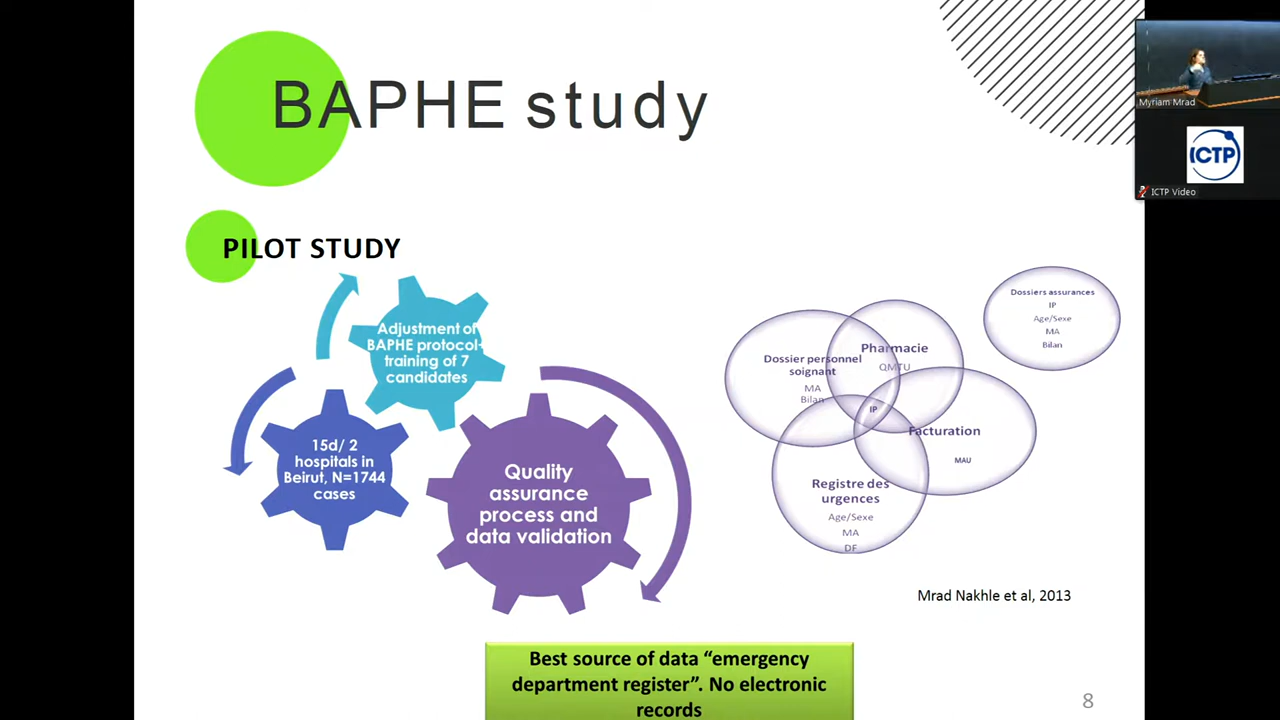 BAPHE study
PILOT STUDY
Adjustment of
BAPHE protocol+
training of 7
candidates
15d/ 2
hospitals in
Beirut, N=1744
cases
Quality
assurance
process and
data validation
Dossier personnel
soignant
MA
Bilan
Pharmacie
QMTU
IP
Facturation
MAU
Registre des
urgences
Age/Sexe
MA
DF
Dossiers assurances
IP
Age/Sexe
MA
Bilan
Mrad Nakhle et al, 2013
Best source of data “emergency
department register”. No electronic
records
8
Myriam Mrad
ICTP
ICTP Video